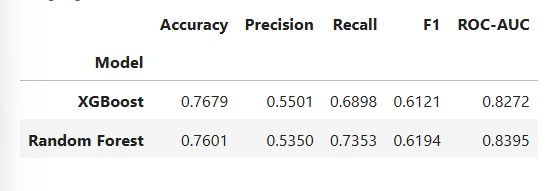 Accuracy Precision Recall F1 ROC-AUC
Model
XGBoost 0.7679 0.5501 0.6898 0.6121 0.8272
Random Forest 0.7601 0.5350 0.7353 0.6194 0.8395